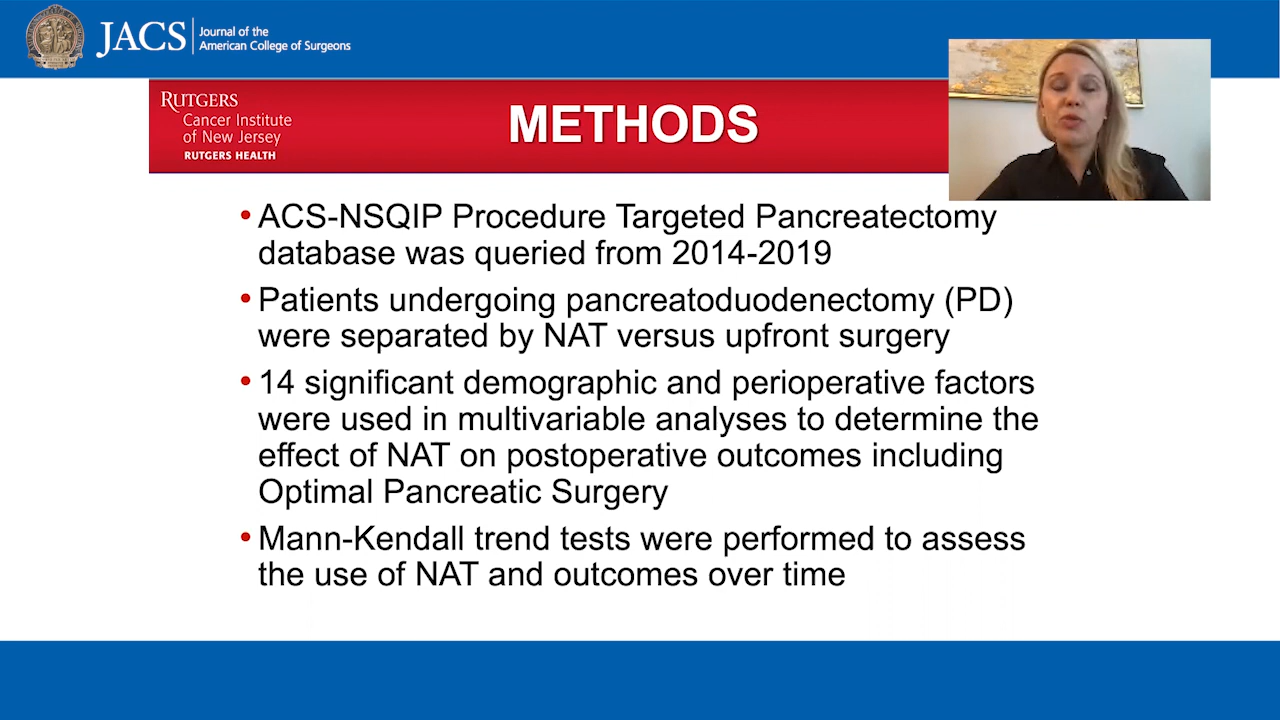 JACS
Journal of the
American College of Surgeons
RUTGERS
Cancer Institute
of New Jersey
RUTGERS HEALTH
METHODS
• ACS-NSQIP Procedure Targeted Pancreatectomy
database was queried from 2014-2019
• Patients undergoing pancreatoduodenectomy (PD)
were separated by NAT versus upfront surgery
• 14 significant demographic and perioperative factors
were used in multivariable analyses to determine the
effect of NAT on postoperative outcomes including
Optimal Pancreatic Surgery
• Mann-Kendall trend tests were performed to assess
the use of NAT and outcomes over time